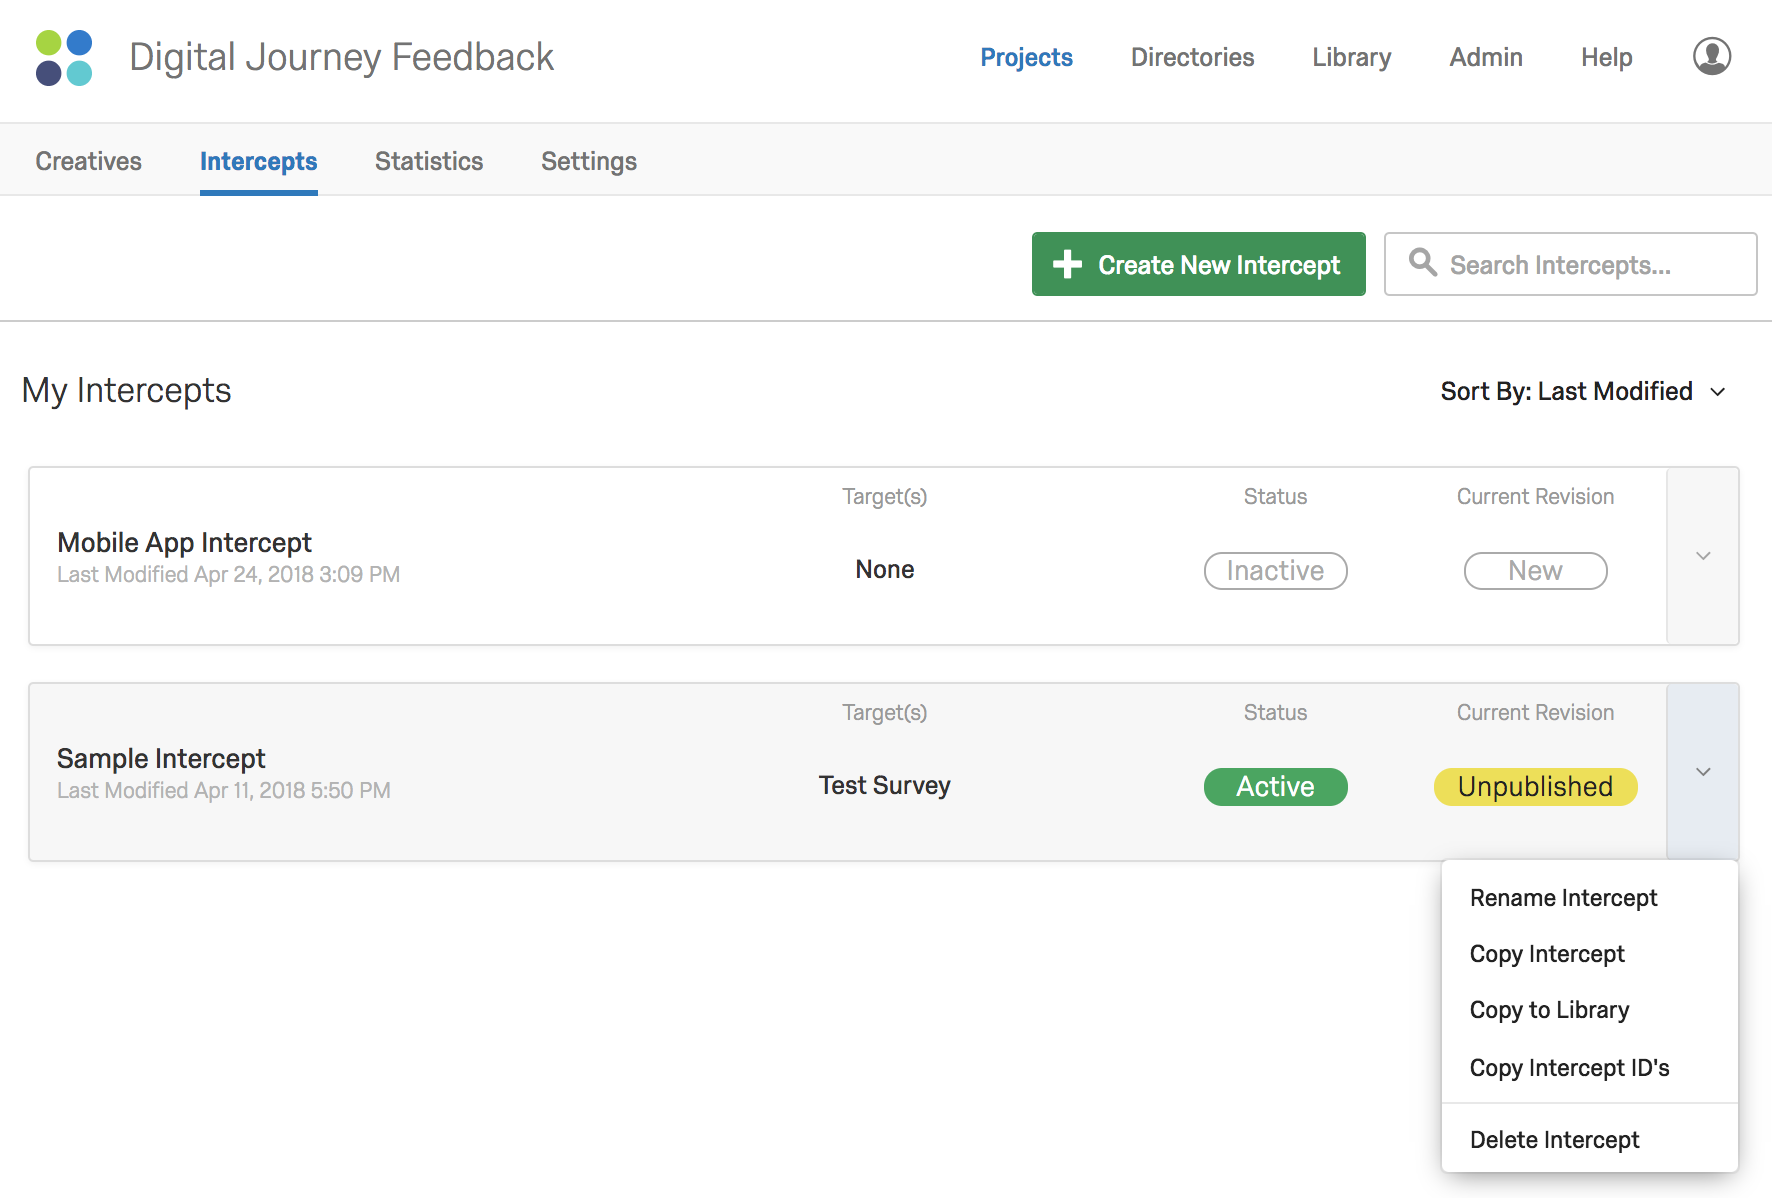 Digital Journey Feedback
Projects Directories Library Admin Help
Creatives Intercepts Statistics Settings
Create New Intercept Search Intercepts...
My Intercepts
Sort By: Last Modified
Target(s) Status Current Revision
Mobile App Intercept
Last Modified Apr 24, 2018 3:09 PM
None Inactive New
Target(s) Status Current Revision
Sample Intercept
Last Modified Apr 11, 2018 5:50 PM
Test Survey Active Unpublished
Rename Intercept
Copy Intercept
Copy to Library
Copy Intercept ID's
Delete Intercept